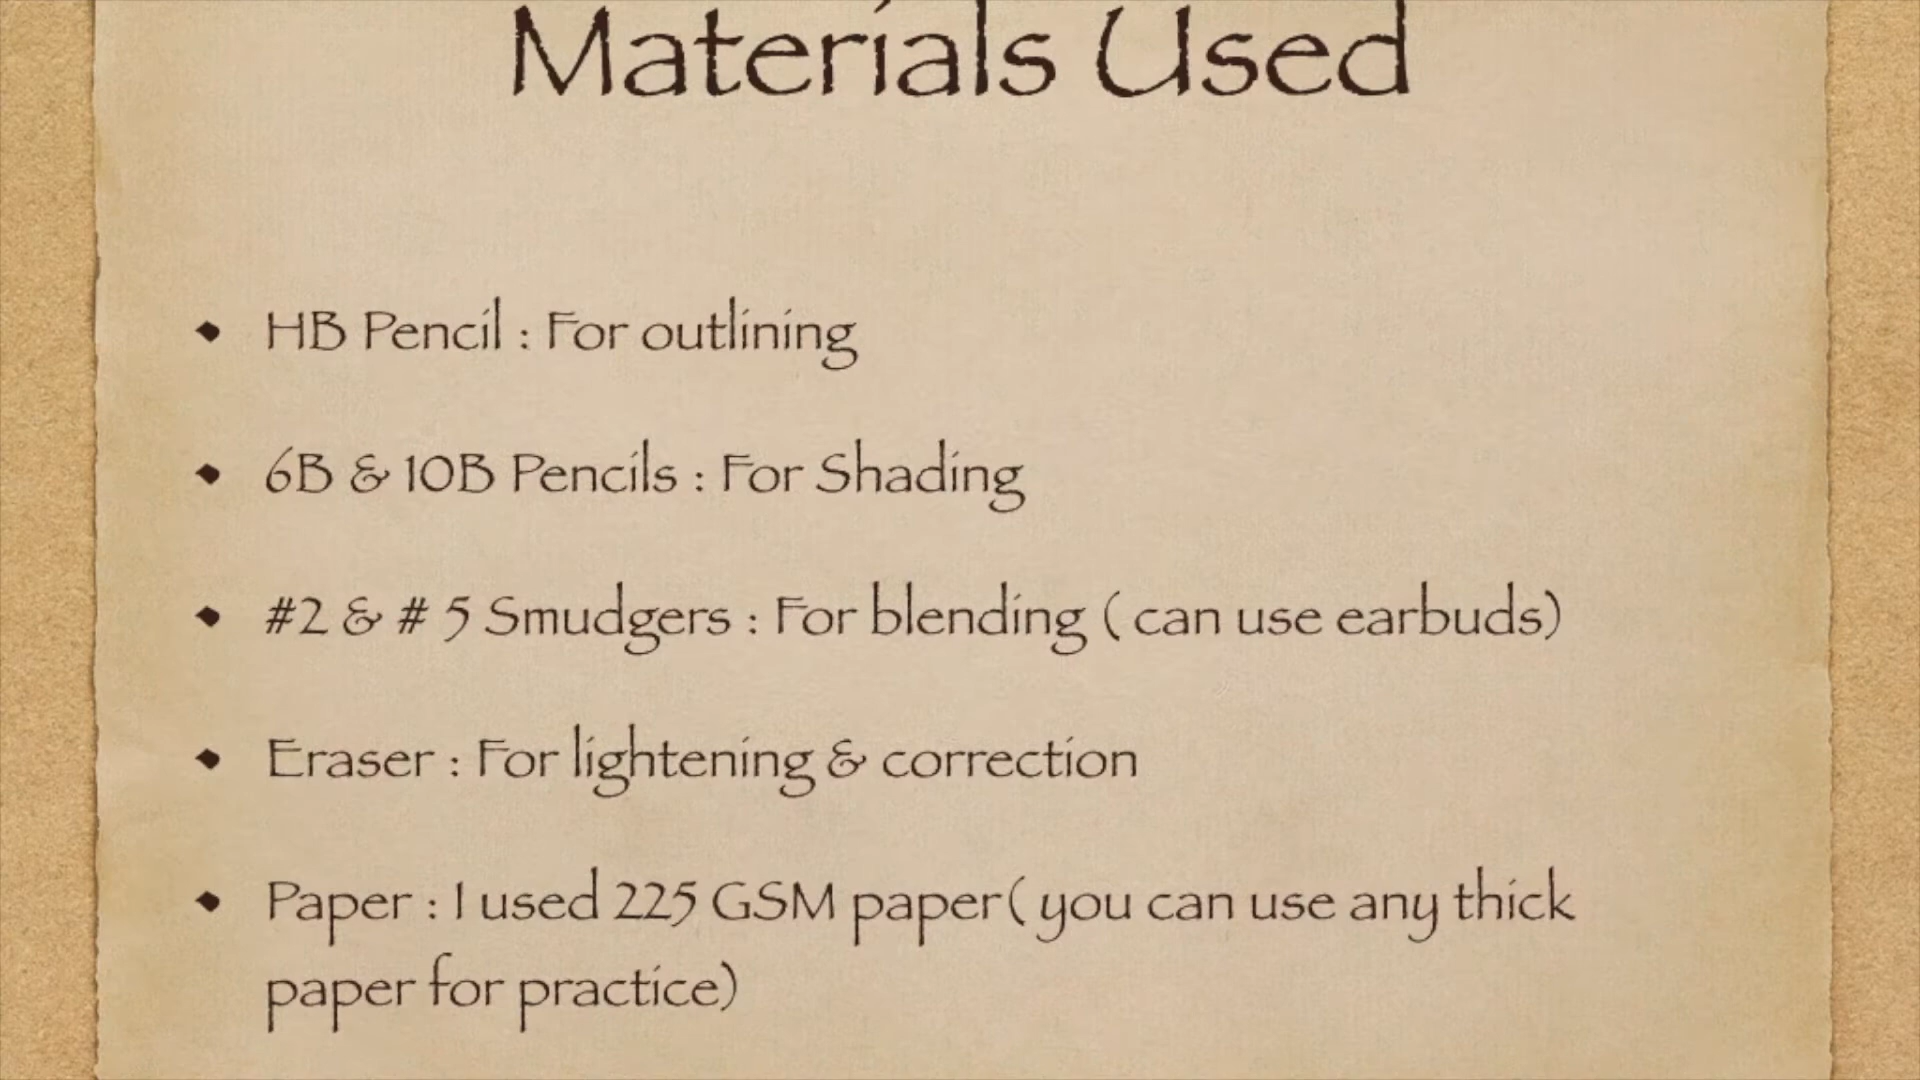 Materials Used
• HB Pencil : For outlining
• 6B & 10B Pencils : For Shading
• #2 & # 5 Smudgers : For blending ( can use earbuds)
• Eraser : For lightening & correction
• Paper : I used 225 GSM paper( you can use any thick
paper for practice)